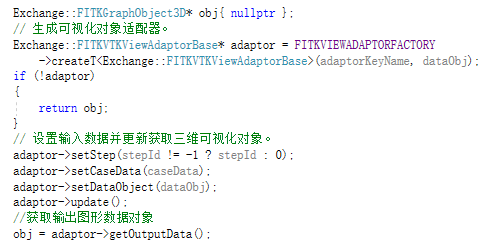 Exchange::FITKGraphObject3D* obj{ nullptr };
// 生成可视化对象适配器。
Exchange::FITKVTKViewAdaptorBase* adaptor = FITKVIEWADAPTORFACTORY
->createT<Exchange::FITKVTKViewAdaptorBase>(adaptorKeyName, dataObj);
if (!adaptor)
{
return obj;
}
// 设置输入数据并更新获取三维可视化对象。
adaptor->setStep(stepId != -1 ? stepId : 0);
adaptor->setCaseData(caseData);
adaptor->setDataObject(dataObj);
adaptor->update();
//获取输出图形数据对象
obj = adaptor->getOutputData();